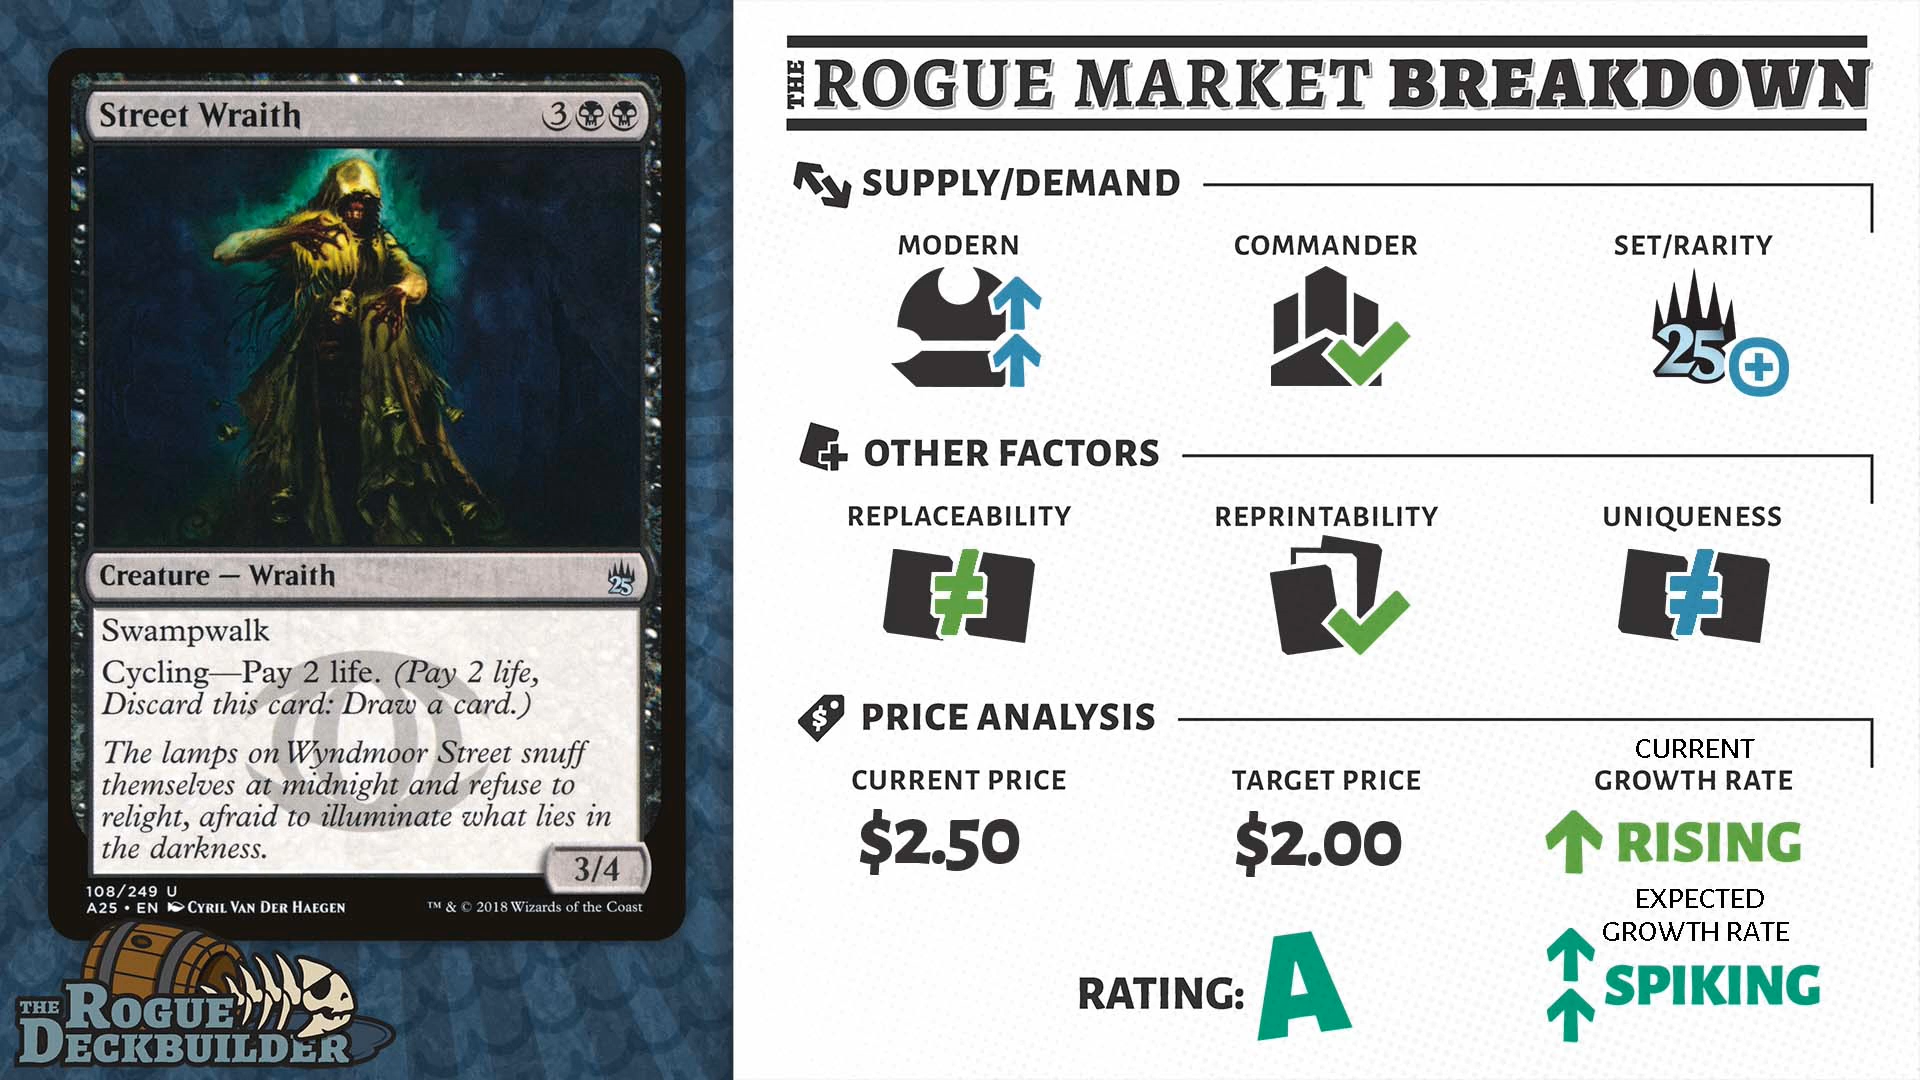 Street Wraith 3
Creature — Wraith
25
Swampwalk
Cycling—Pay 2 life. (Pay 2 life,
Discard this card: Draw a card.)
The lamps on Wyndmoor Street snuff
themselves at midnight and refuse to
relight, afraid to illuminate what lies in
the darkness.
3/4
108/249 U
A25 • EN Cyril Van Der Haegen
™ & © 2018 Wizards of the Coast
THE ROGUE
DECKBUILDER
THE ROGUE MARKET BREAKDOWN
SUPPLY/DEMAND
MODERN COMMANDER SET/RARITY
25
OTHER FACTORS
REPLACEABILITY REPRINTABILITY UNIQUENESS
PRICE ANALYSIS
CURRENT PRICE
$2.50
TARGET PRICE
$2.00
CURRENT
GROWTH RATE
RISING
EXPECTED
GROWTH RATE
SPIKING
RATING: A